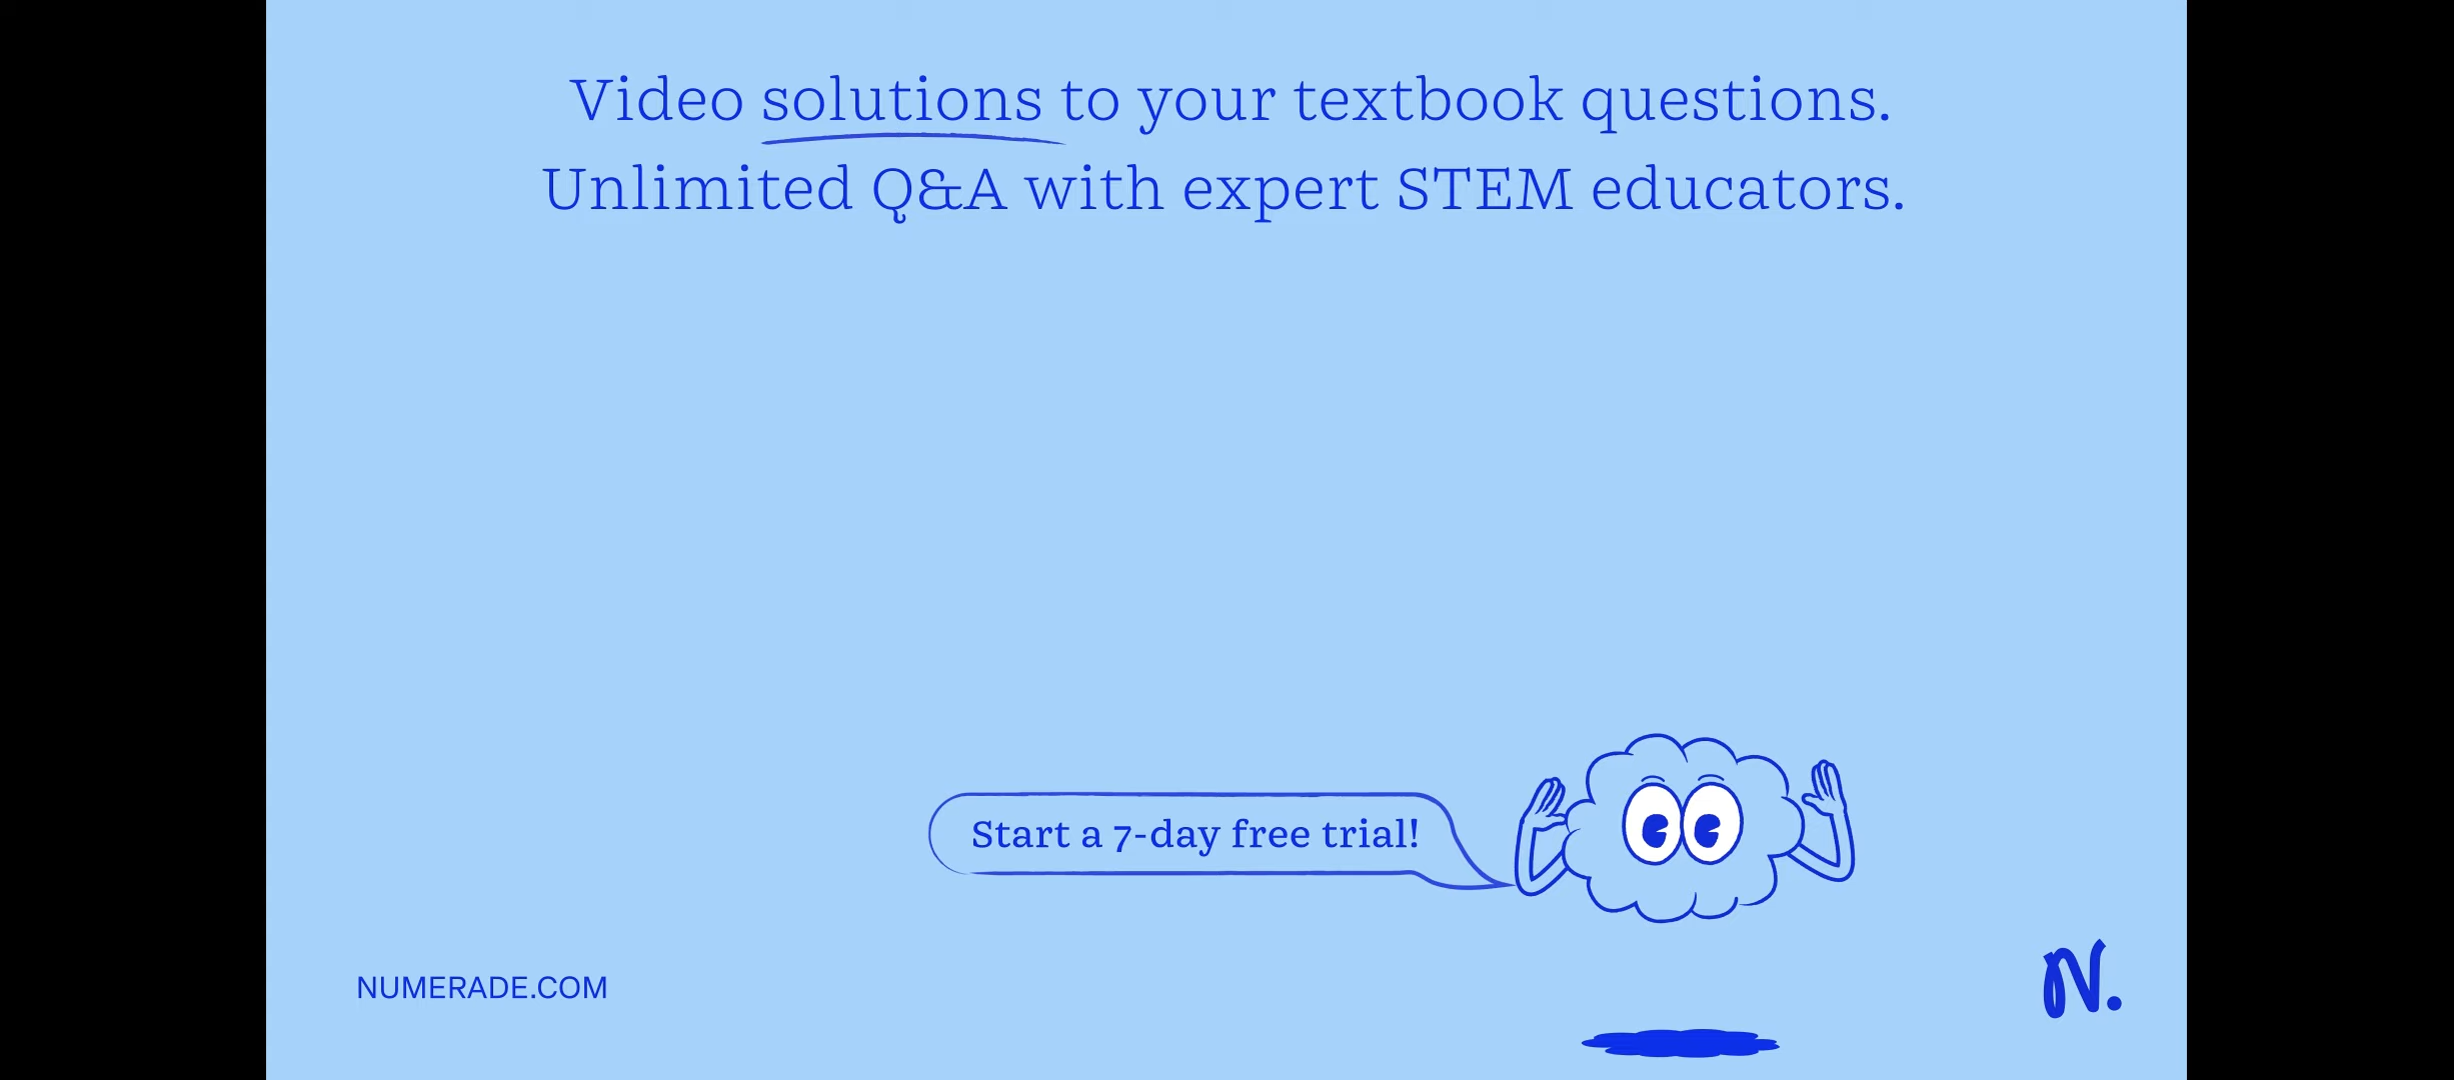 Video solutions to your textbook questions.
Unlimited Q&A with expert STEM educators.
Start a 7-day free trial!
NUMERADE.COM
N.